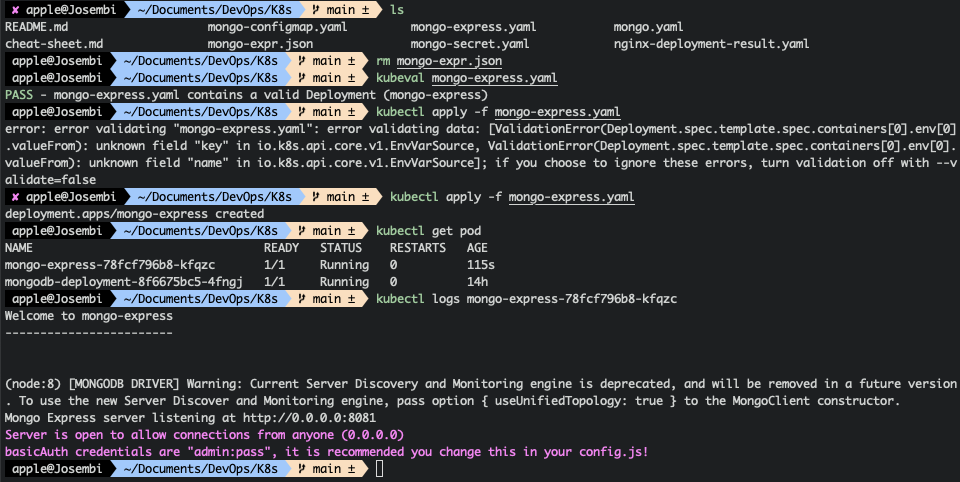 ✘ apple@Josembi ~/Documents/DevOps/K8s main ± ls
README.md mongo-configmap.yaml mongo-express.yaml mongo.yaml
cheat-sheet.md mongo-expr.json mongo-secret.yaml nginx-deployment-result.yaml
apple@Josembi ~/Documents/DevOps/K8s main ± rm mongo-expr.json
apple@Josembi ~/Documents/DevOps/K8s main ± kubeval mongo-express.yaml
PASS - mongo-express.yaml contains a valid Deployment (mongo-express)
apple@Josembi ~/Documents/DevOps/K8s main ± kubectl apply -f mongo-express.yaml
error: error validating "mongo-express.yaml": error validating data: [ValidationError(Deployment.spec.template.spec.containers[0].env[0]
.valueFrom): unknown field "key" in io.k8s.api.core.v1.EnvVarSource, ValidationError(Deployment.spec.template.spec.containers[0].env[0].
valueFrom): unknown field "name" in io.k8s.api.core.v1.EnvVarSource]; if you choose to ignore these errors, turn validation off with --v
alidate=false
✘ apple@Josembi ~/Documents/DevOps/K8s main ± kubectl apply -f mongo-express.yaml
deployment.apps/mongo-express created
apple@Josembi ~/Documents/DevOps/K8s main ± kubectl get pod
NAME READY STATUS RESTARTS AGE
mongo-express-78fcf796b8-kfqzc 1/1 Running 0 115s
mongodb-deployment-8f6675bc5-4fngj 1/1 Running 0 14h
apple@Josembi ~/Documents/DevOps/K8s main ± kubectl logs mongo-express-78fcf796b8-kfqzc
Welcome to mongo-express
------------------------
(node:8) [MONGODB DRIVER] Warning: Current Server Discovery and Monitoring engine is deprecated, and will be removed in a future version
. To use the new Server Discover and Monitoring engine, pass option { useUnifiedTopology: true } to the MongoClient constructor.
Mongo Express server listening at http://0.0.0.0:8081
Server is open to allow connections from anyone (0.0.0.0)
basicAuth credentials are "admin:pass", it is recommended you change this in your config.js!
apple@Josembi ~/Documents/DevOps/K8s main ±